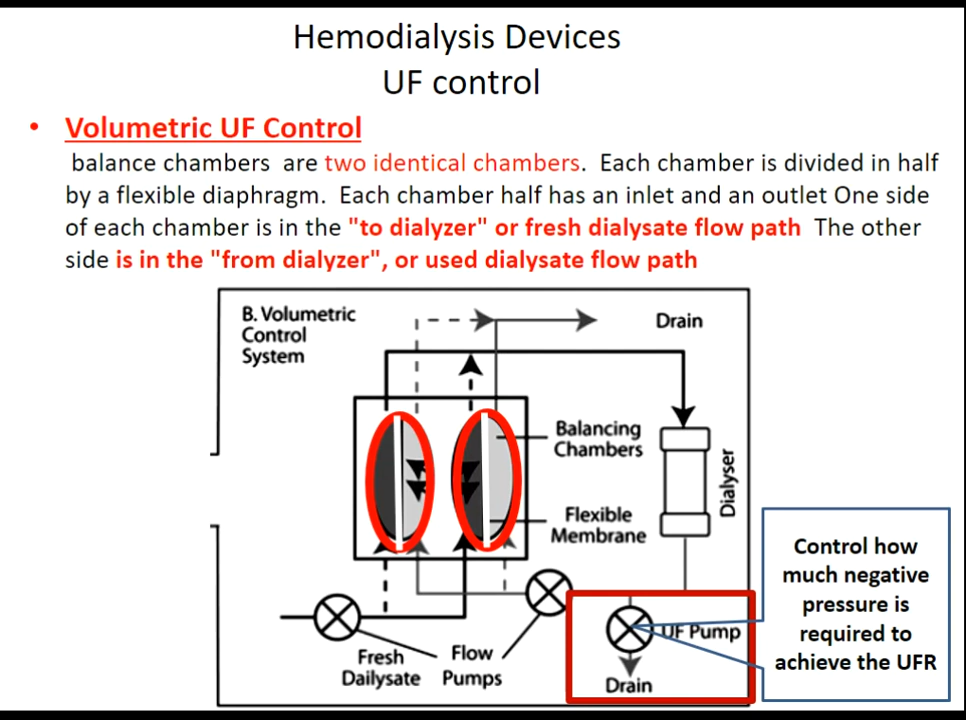 Hemodialysis Devices
UF control
• Volumetric UF Control
balance chambers are two identical chambers. Each chamber is divided in half
by a flexible diaphragm. Each chamber half has an inlet and an outlet One side
of each chamber is in the "to dialyzer" or fresh dialysate flow path The other
side is in the "from dialyzer", or used dialysate flow path
B. Volumetric
Control
System
Drain
Balancing
Chambers
Dialyser
Flexible
Membrane
Control how
much negative
pressure is
required to
achieve the UFR
UF Pump
Fresh
Dailysate
Flow
Pumps
Drain